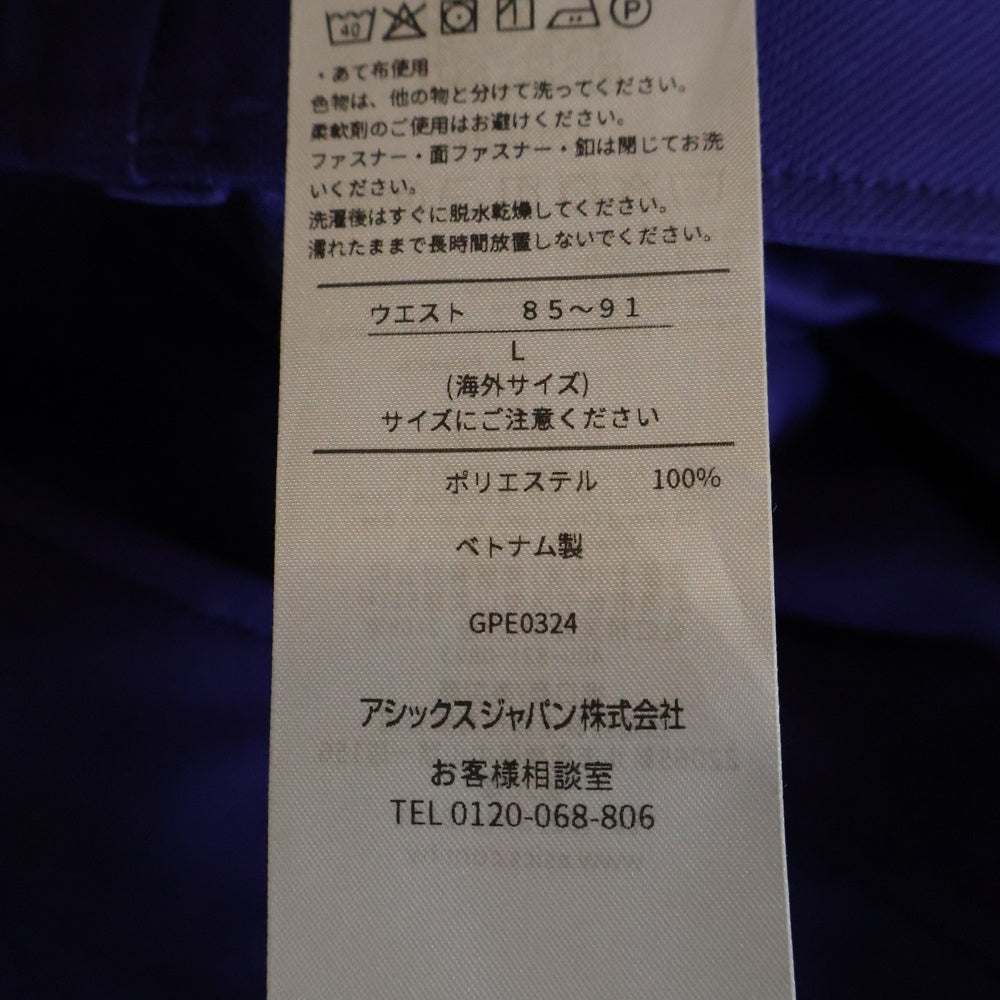 40 P
・あて布使用
色物は、他の物と分けて洗ってください。
柔軟剤のご使用はお避けください。
ファスナー・面ファスナー・釦は閉じてお洗
いください。
洗濯後はすぐに脱水乾燥してください。
濡れたままで長時間放置しないでください。
ウエスト 85〜91
L
(海外サイズ)
サイズにご注意ください
ポリエステル 100%
ベトナム製
GPE0324
アシックスジャパン株式会社
お客様相談室
TEL 0120-068-806